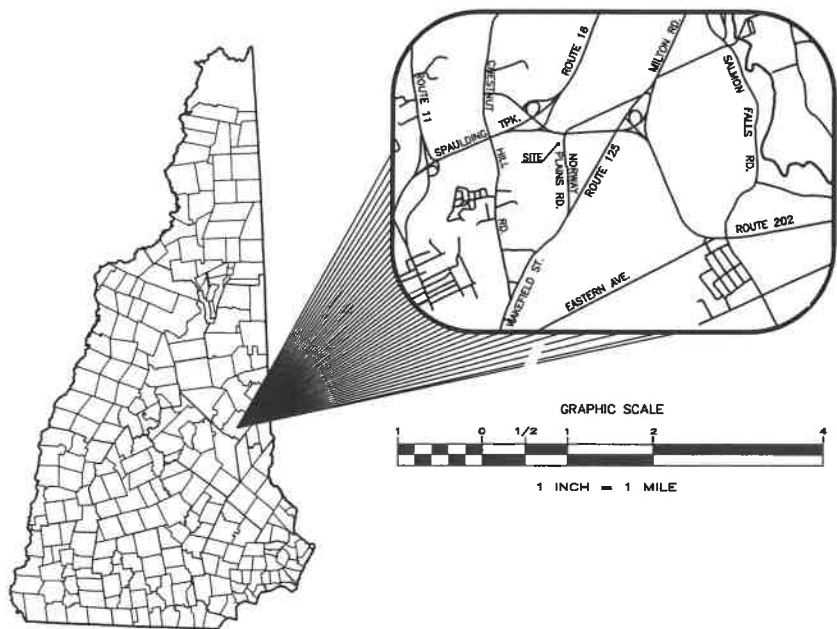 ROUTE 16
MILTON RD.
CHESTNUT
HILL
RD.
ROUTE 11
SPAULDING TPK.
SITE
NORWAY
PLAINS RD.
ROUTE 125
SALMON
FALLS
RD.
ROUTE 202
WAKEFIELD ST.
EASTERN AVE.
GRAPHIC SCALE
1 0 1/2 1 2 4
1 INCH = 1 MILE